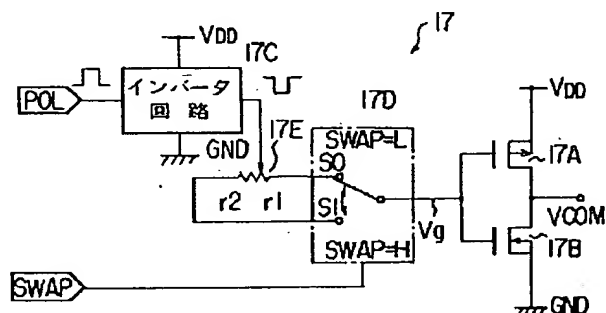 17
VDD
17C
POL
インバータ
回路
17D
VDD
GND
17E
SWAP=L
S0
17A
r2 r1
S1
Vg
VCOM
17B
SWAP=H
SWAP
GND